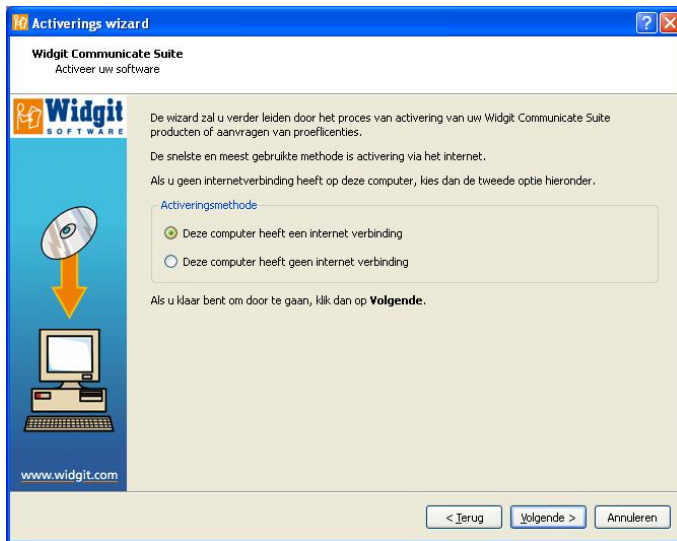 Activerings wizard
Widgit Communicate Suite
Activeer uw software
Widgit
SOFTWARE
De wizard zal u verder leiden door het proces van activering van uw Widgit Communicate Suite
producten of aanvragen van proeflicenties.
De snelste en meest gebruikte methode is activering via het internet.
Als u geen internetverbinding heeft op deze computer, kies dan de tweede optie hieronder.
Activeringsmethode
Deze computer heeft een internet verbinding
Deze computer heeft geen internet verbinding
Als u klaar bent om door te gaan, klik dan op Volgende.
www.widgit.com
< Terug Volgende > Annuleren